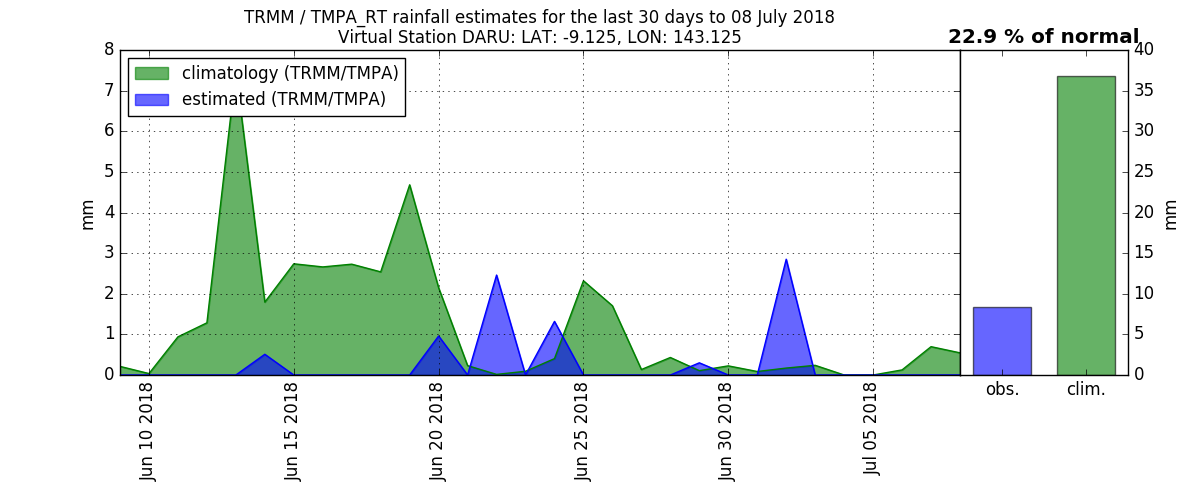 TRMM / TMPA_RT rainfall estimates for the last 30 days to 08 July 2018
Virtual Station DARU: LAT: -9.125, LON: 143.125
22.9 % of normal
climatology (TRMM/TMPA)
estimated (TRMM/TMPA)
8
7
6
5
4
3
2
1
0
mm
Jun 10 2018
Jun 15 2018
Jun 20 2018
Jun 25 2018
Jun 30 2018
Jul 05 2018
obs.
clim.
40
35
30
25
20
15
10
5
0
mm